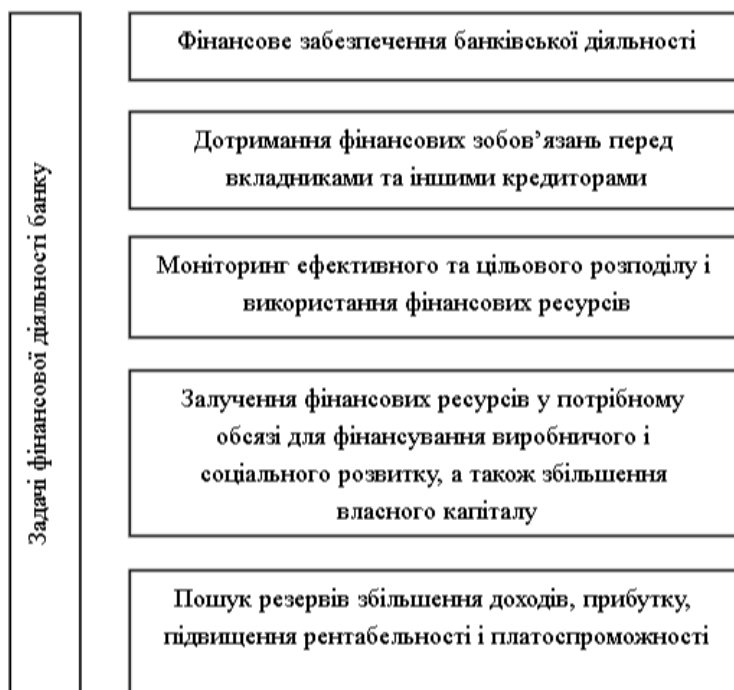 Задачі фінансової діяльності банку
Фінансове забезпечення банківської діяльності
Дотримання фінансових зобов’язань перед
вкладниками та іншими кредиторами
Моніторинг ефективного та цільового розподілу і
використання фінансових ресурсів
Залучення фінансових ресурсів у потрібному
обсязі для фінансування виробничого і
соціального розвитку, а також збільшення
власного капіталу
Пошук резервів збільшення доходів, прибутку,
підвищення рентабельності і платоспроможності